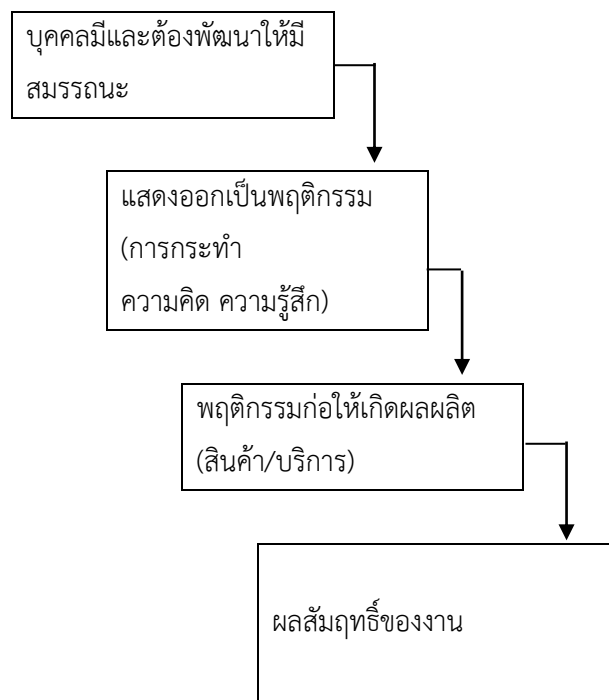 บุคคลมีและต้องพัฒนาให้มี
สมรรถนะ
แสดงออกเป็นพฤติกรรม
(การกระทำ
ความคิด ความรู้สึก)
พฤติกรรมก่อให้เกิดผลผลิต
(สินค้า/บริการ)
ผลสัมฤทธิ์ของงาน